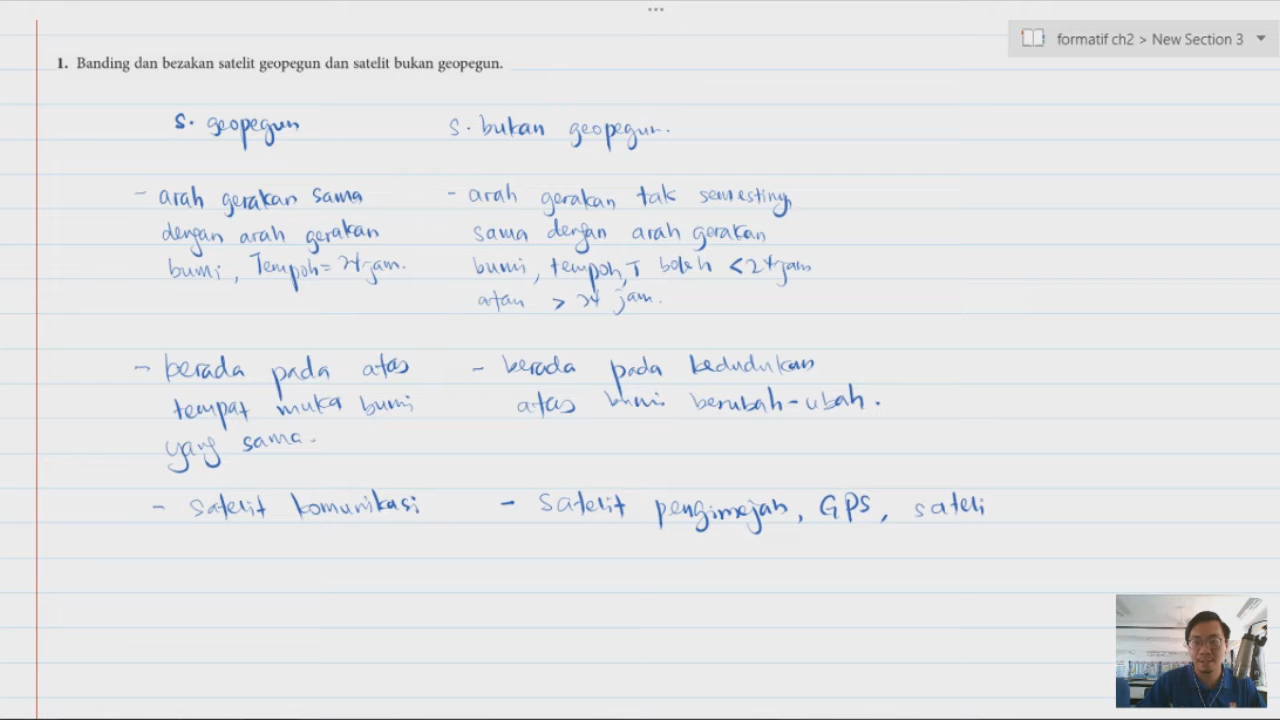 ...
formatif ch2 > New Section 3
1. Banding dan bezakan satelit geopegun dan satelit bukan geopegun.
s. geopegun
s. bukan geopegun.
- arah gerakan sama
dengan arah gerakan
bumi, Tempoh = 24 jam.
- arah gerakan tak semesting
sama dengan arah gerakan
bumi, tempoh, T boleh < 24 jam
atau > 24 jam.
- berada pada atas
tempat muka bumi
yang sama.
- berada pada kedudukan
atas bumi berubah-ubah.
- satelit komunikasi
- satelit pengimejan, GPS, sateli